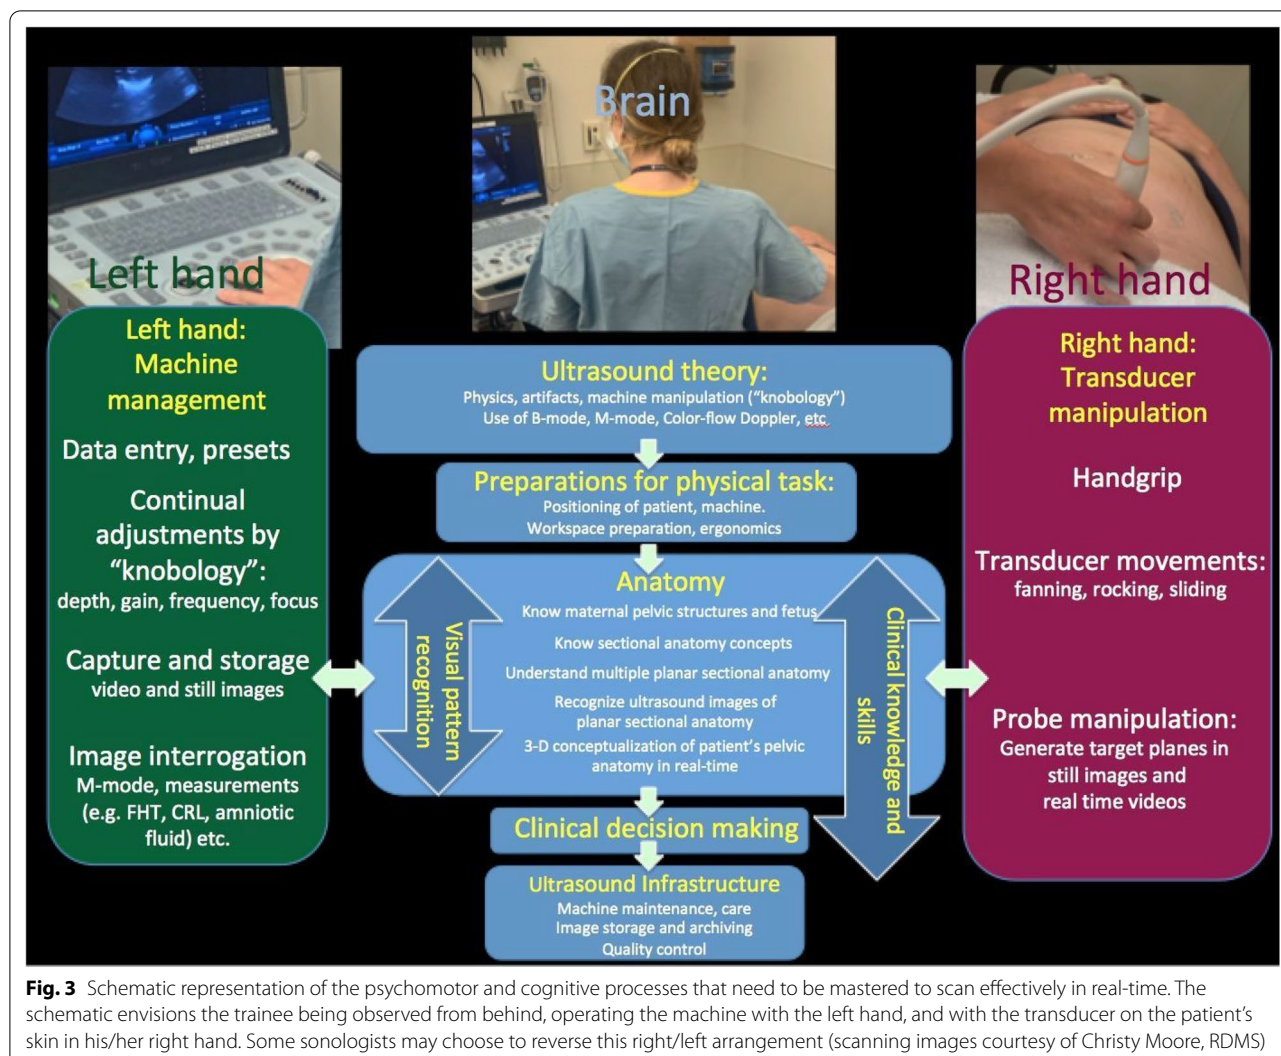 Left hand
Brain
Right hand
Left hand:
Machine
management
Data entry, presets
Continual
adjustments by
“knobology”:
depth, gain, frequency, focus
Capture and storage
video and still images
Image interrogation
M-mode, measurements
(e.g. FHT, CRL, amniotic
fluid) etc.
Ultrasound theory:
Physics, artifacts, machine manipulation (“knobology”)
Use of B-mode, M-mode, Color-flow Doppler, etc
Preparations for physical task:
Positioning of patient, machine.
Workspace preparation, ergonomics
Visual pattern
recognition
Anatomy
Know maternal pelvic structures and fetus
Know sectional anatomy concepts
Understand multiple planar sectional anatomy
Recognize ultrasound images of
planar sectional anatomy
3-D conceptualization of patient’s pelvic
anatomy in real-time
Clinical knowledge and
skills
Clinical decision making
Ultrasound Infrastructure
Machine maintenance, care
Image storage and archiving
Quality control
Right hand:
Transducer
manipulation
Handgrip
Transducer movements:
fanning, rocking, sliding
Probe manipulation:
Generate target planes in
still images and
real time videos
Fig. 3 Schematic representation of the psychomotor and cognitive processes that need to be mastered to scan effectively in real-time. The
schematic envisions the trainee being observed from behind, operating the machine with the left hand, and with the transducer on the patient’s
skin in his/her right hand. Some sonologists may choose to reverse this right/left arrangement (scanning images courtesy of Christy Moore, RDMS)